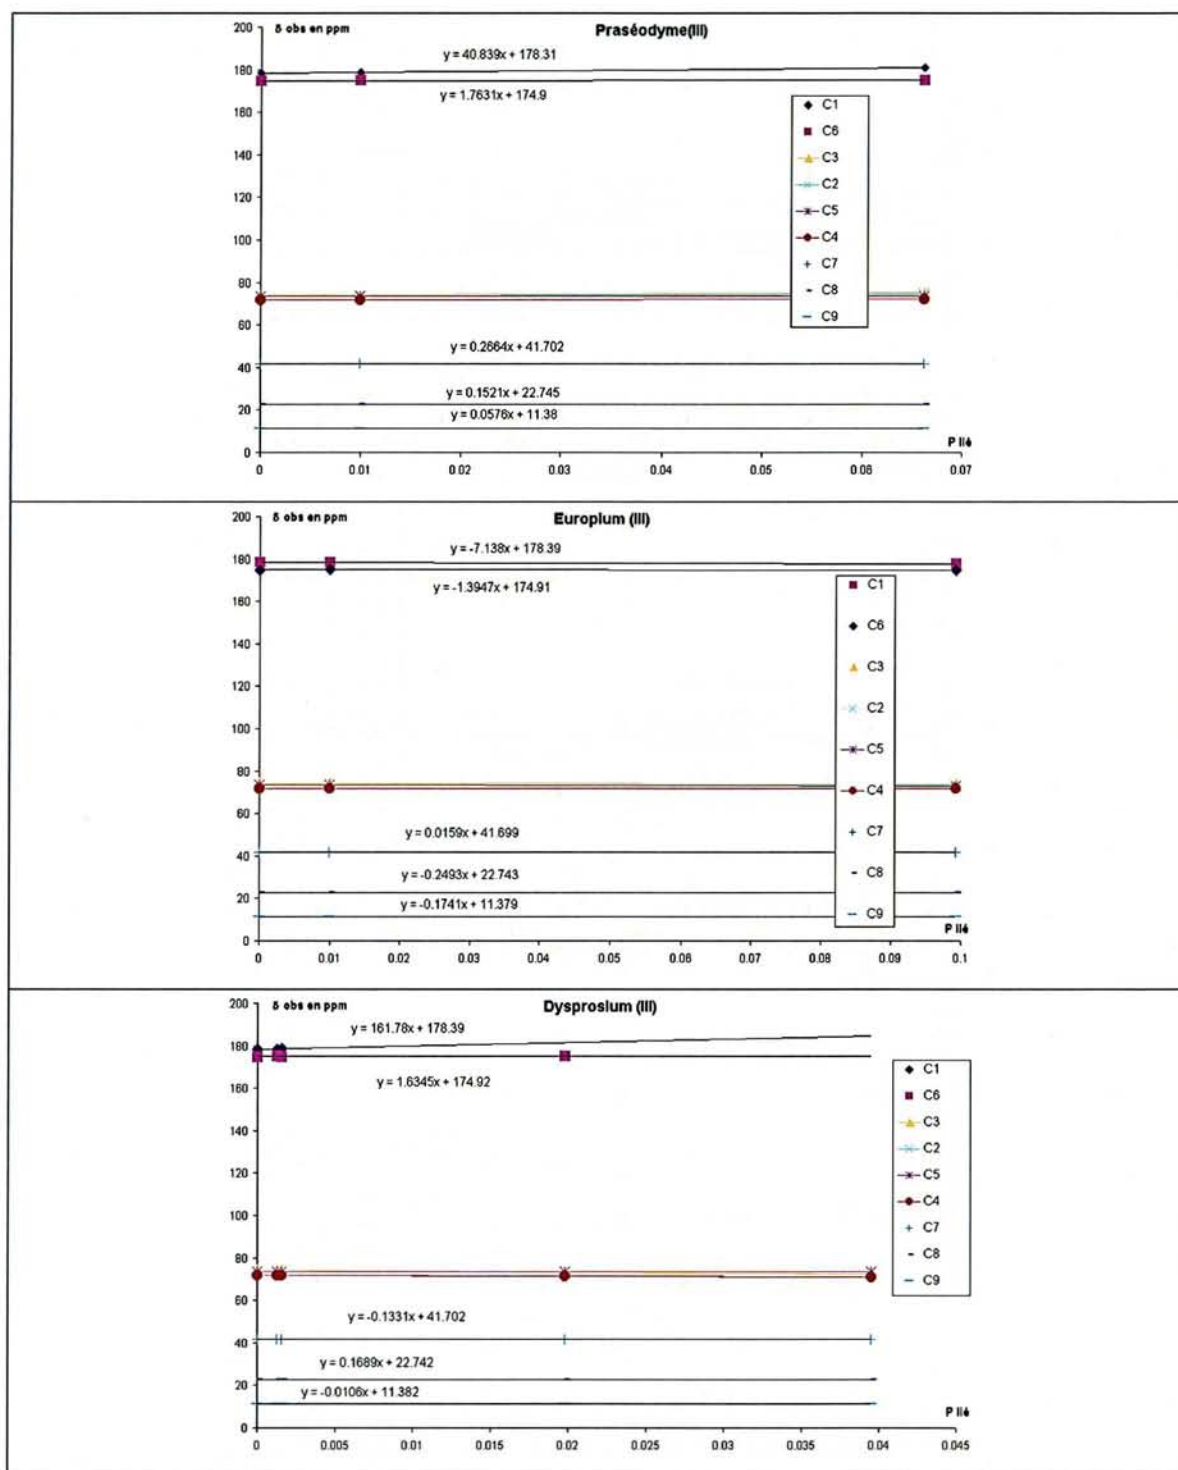 δ obs en ppm
Praséodyme(III)
y = 40.839x + 178.31
y = 1.7631x + 174.9
y = 0.2664x + 41.702
y = 0.1521x + 22.745
y = 0.0576x + 11.38
200
180
160
140
120
100
80
60
40
20
0
0 0.01 0.02 0.03 0.04 0.05 0.06 0.07
P lié
C1
C6
C3
C2
C5
C4
C7
C8
C9
δ obs en ppm
Europium (III)
y = -7.138x + 178.39
y = -1.3947x + 174.91
y = 0.0159x + 41.699
y = -0.2493x + 22.743
y = -0.1741x + 11.379
200
180
160
140
120
100
80
60
40
20
0
0 0.01 0.02 0.03 0.04 0.05 0.06 0.07 0.08 0.09 0.1
P lié
C1
C6
C3
C2
C5
C4
C7
C8
C9
δ obs en ppm
Dysprosium (III)
y = 161.78x + 178.39
y = 1.6345x + 174.92
y = -0.1331x + 41.702
y = 0.1689x + 22.742
y = -0.0106x + 11.382
200
180
160
140
120
100
80
60
40
20
0
0 0.005 0.01 0.015 0.02 0.025 0.03 0.035 0.04 0.045
P lié
C1
C6
C3
C2
C5
C4
C7
C8
C9